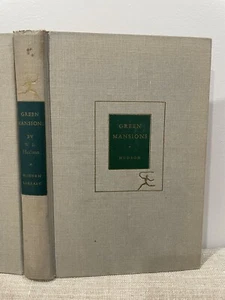 GREEN
MANSIONS
BY
W. H.
Hudson
MODERN
LIBRARY
GREEN
MANSIONS
HUDSON